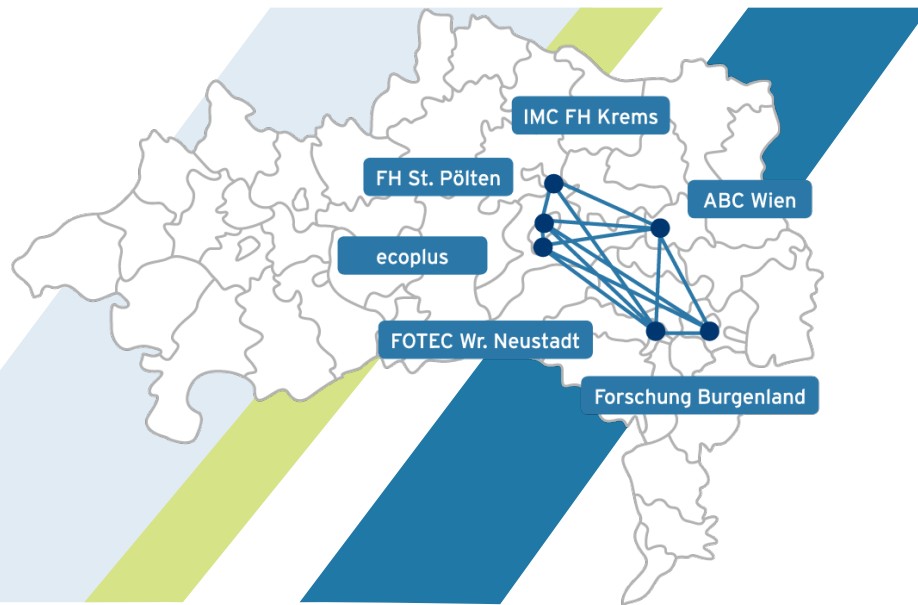 IMC FH Krems
FH St. Pölten
ABC Wien
ecoplus
FOTEC Wr. Neustadt
Forschung Burgenland